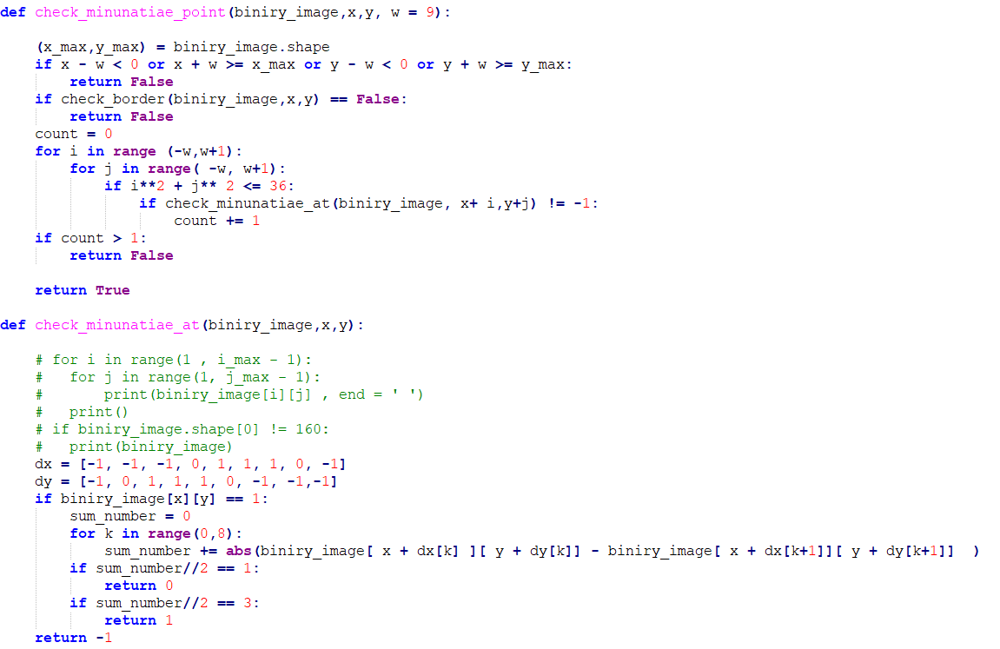 def check_minunatiae_point(biniry_image,x,y, w = 9):
    (x_max,y_max) = biniry_image.shape
    if x - w < 0 or x + w >= x_max or y - w < 0 or y + w >= y_max:
        return False
    if check_border(biniry_image,x,y) == False:
        return False
    count = 0
    for i in range (-w,w+1):
        for j in range( -w, w+1):
            if i**2 + j** 2 <= 36:
                if check_minunatiae_at(biniry_image, x+ i,y+j) != -1:
                    count += 1
    if count > 1:
        return False
    return True
def check_minunatiae_at(biniry_image,x,y):
    # for i in range(1 , i_max - 1):
    #   for j in range(1, j_max - 1):
    #       print(biniry_image[i][j] , end = ' ')
    #   print()
    # if biniry_image.shape[0] != 160:
    #   print(biniry_image)
    dx = [-1, -1, -1, 0, 1, 1, 1, 0, -1]
    dy = [-1, 0, 1, 1, 1, 0, -1, -1,-1]
    if biniry_image[x][y] == 1:
        sum_number = 0
        for k in range(0,8):
            sum_number += abs(biniry_image[ x + dx[k] ][ y + dy[k]] - biniry_image[ x + dx[k+1]][ y + dy[k+1]]  )
        if sum_number//2 == 1:
            return 0
        if sum_number//2 == 3:
            return 1
    return -1